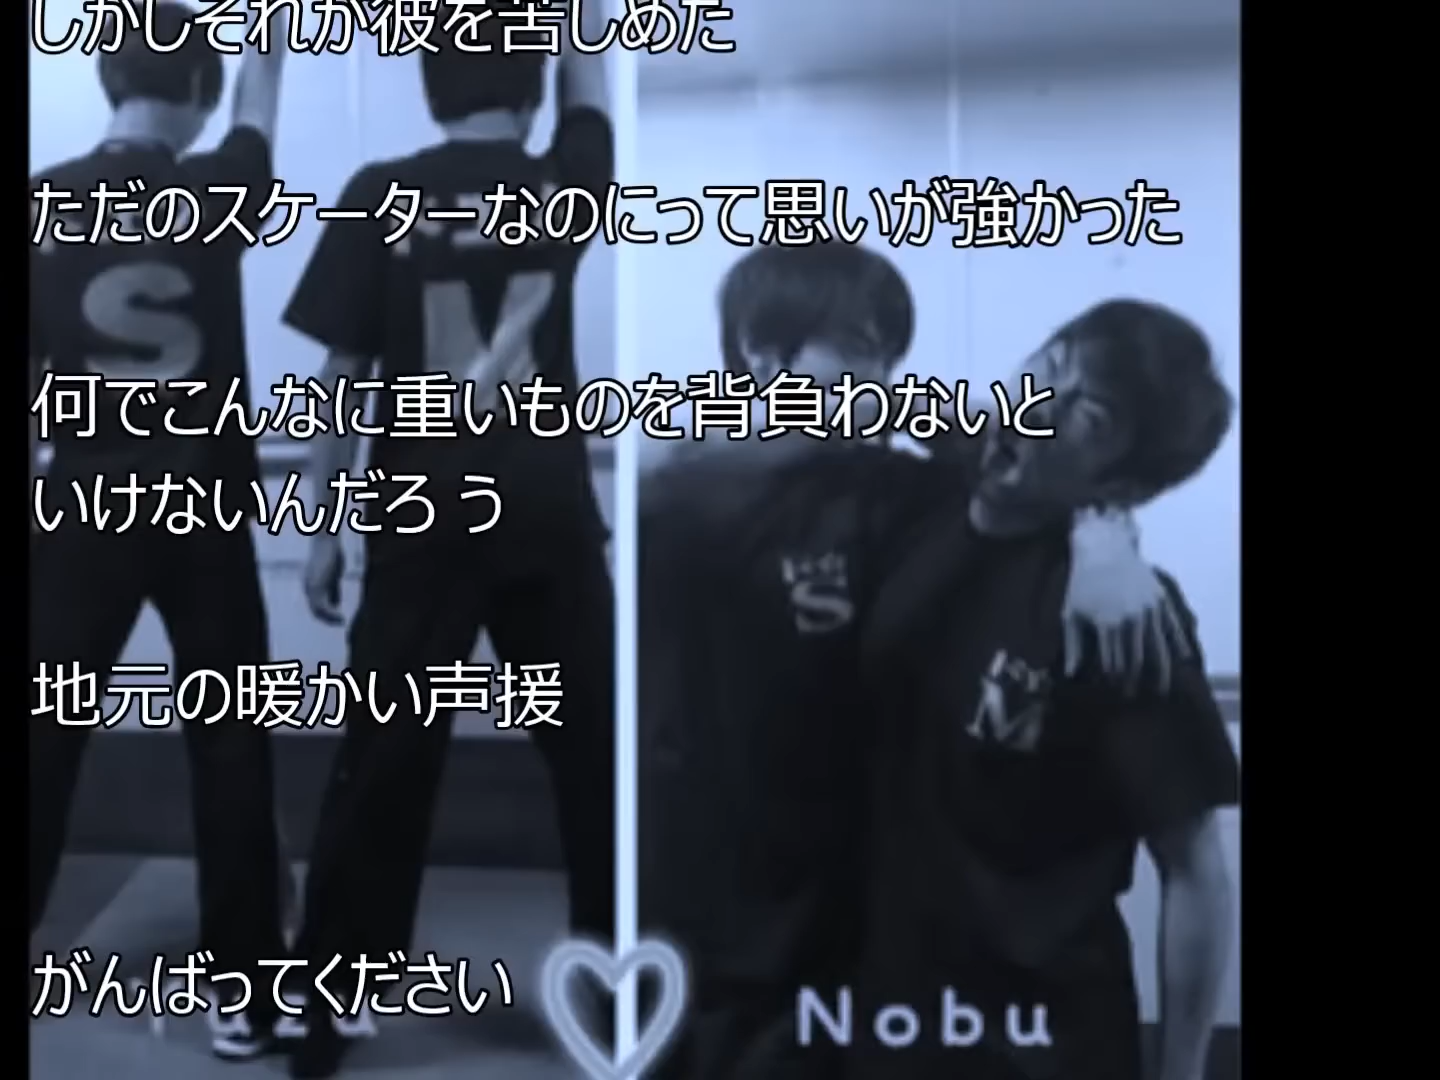 しかしそれが彼を苦しめた
ただのスケーターなのにって思いが強かった
何でこんなに重いものを背負わないと
いけないんだろ う
地元の暖かい声援
がんばってください
S
M
S
M
Nobu